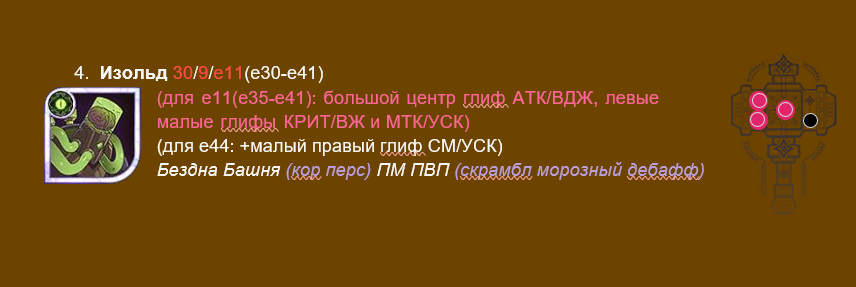 4. Изольд 30/9/e11(e30-e41)
(для e11(e35-e41): большой центр глиф АТК/ВДЖ, левые
малые глифы КРИТ/ВЖ и МТК/УСК)
(для e44: +малый правый глиф СМ/УСК)
Бездна Башня (кор перс) ПМ ПВП (скрамбл морозный дебафф)